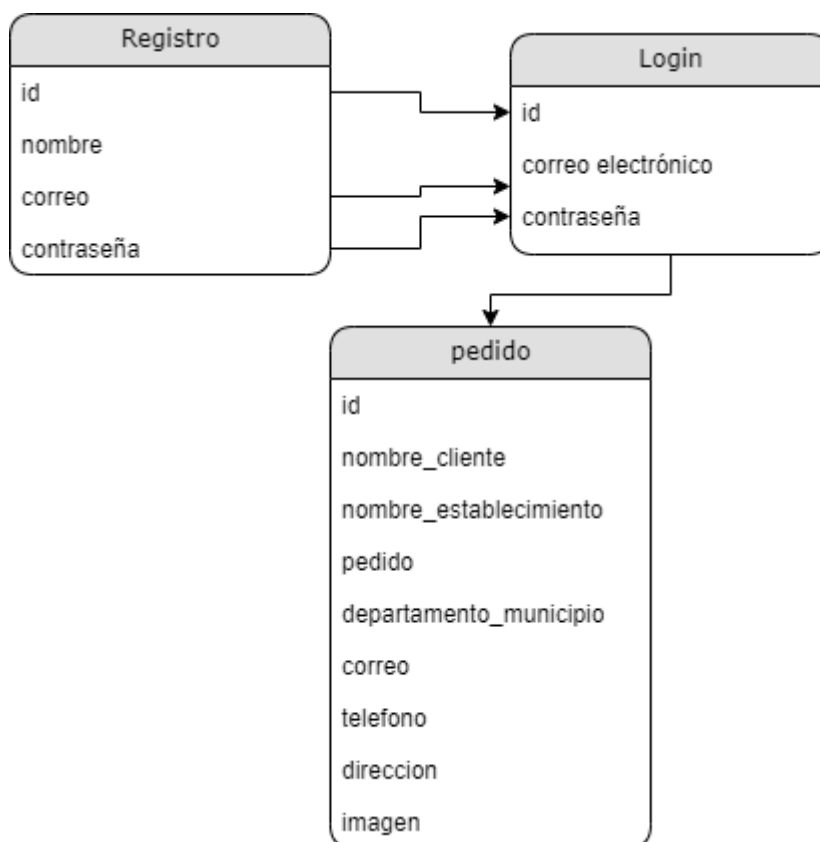 Registro
id
nombre
correo
contraseña
Login
id
correo electrónico
contraseña
pedido
id
nombre_cliente
nombre_establecimiento
pedido
departamento_municipio
correo
telefono
direccion
imagen